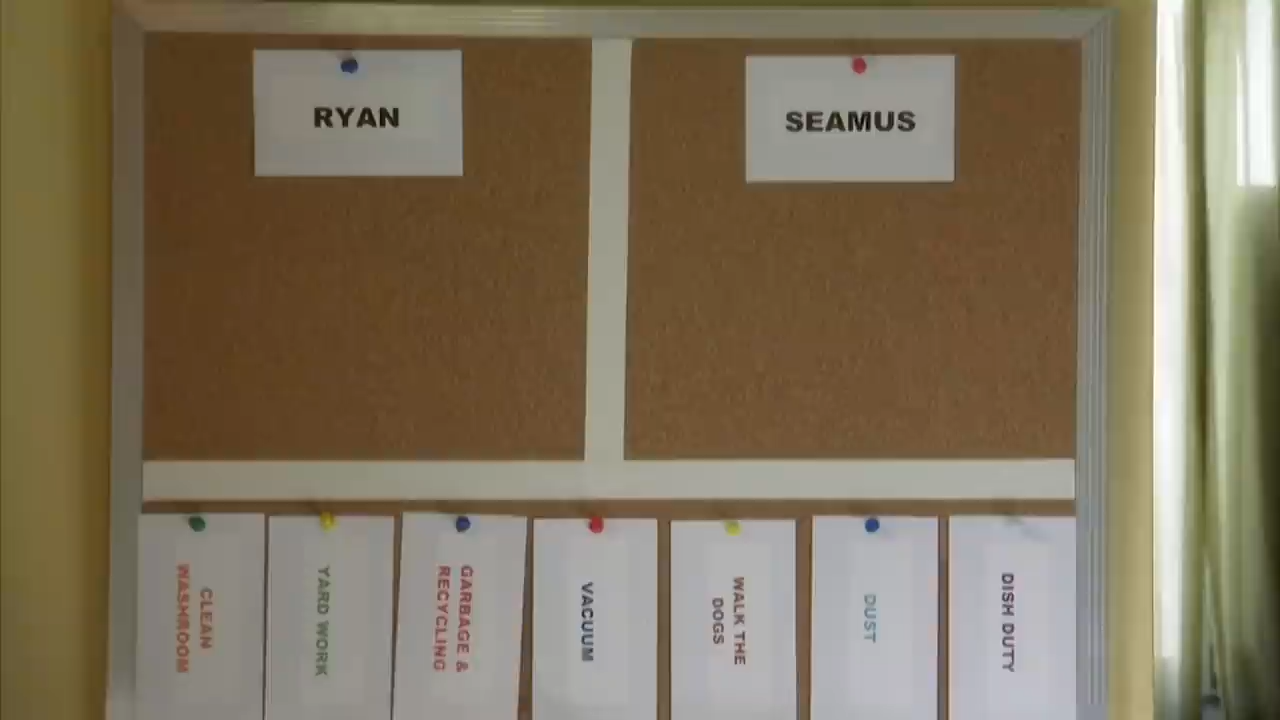 RYAN
SEAMUS
CLEAN
WASHROOM
YARD WORK
GARBAGE &
RECYCLING
VACUUM
WALK THE
DOGS
DUST
DISH DUTY